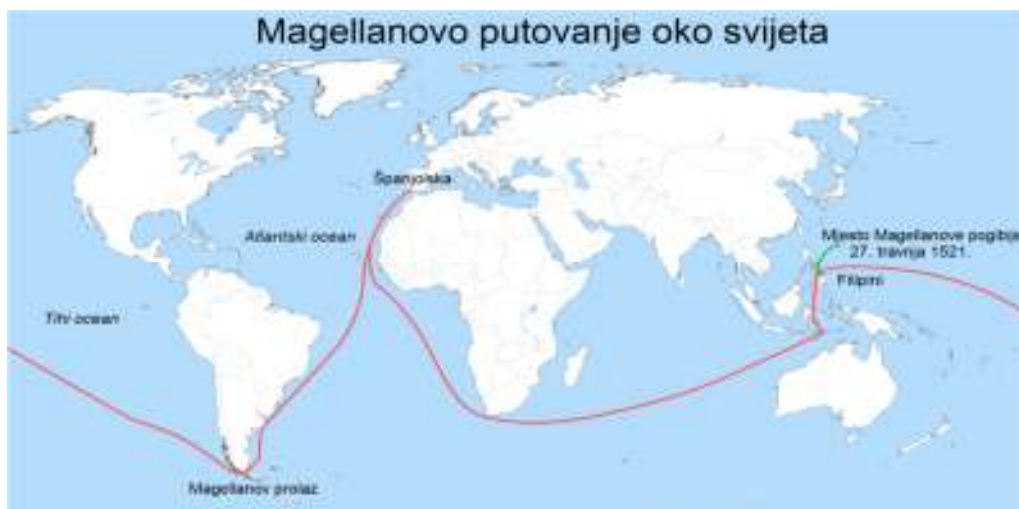 Magellanovo putovanje oko svijeta
Španjolska
Atlantski ocean
Mjesto Magellanove pogibije
27. travnja 1521.
Filipini
Tihi ocean
Magellanov prolaz